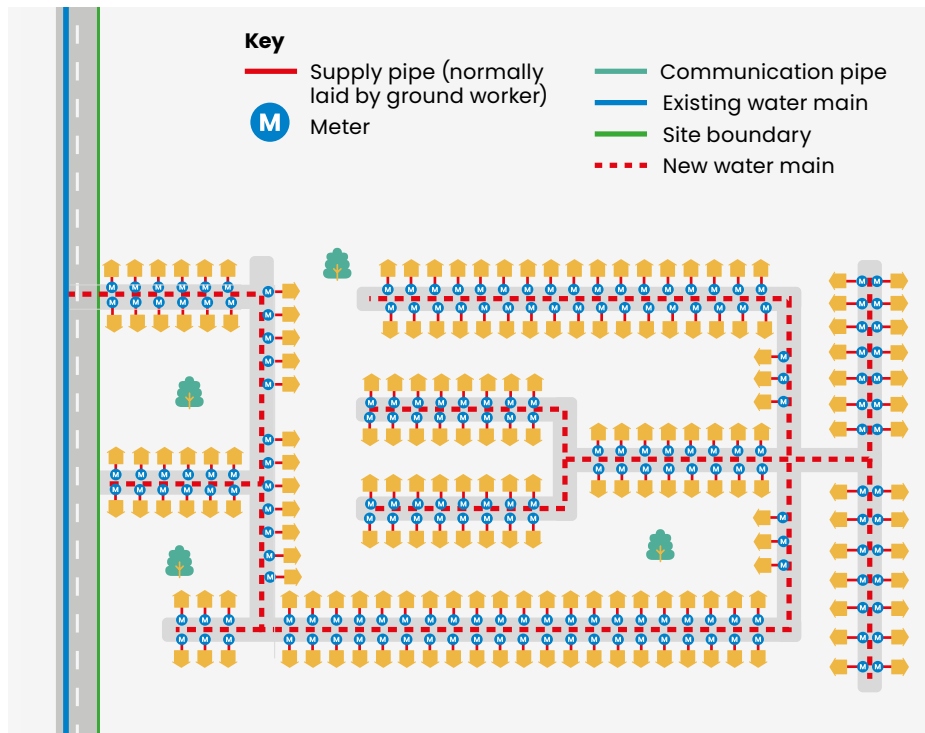 Key
Supply pipe (normally
laid by ground worker)
M
Meter
Communication pipe
Existing water main
Site boundary
New water main